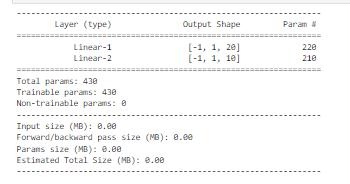 ----------------------------------------------------------------
Layer (type) Output Shape Param #
================================================================
Linear-1 [-1, 1, 20] 220
Linear-2 [-1, 1, 10] 210
================================================================
Total params: 430
Trainable params: 430
Non-trainable params: 0
----------------------------------------------------------------
Input size (MB): 0.00
Forward/backward pass size (MB): 0.00
Params size (MB): 0.00
Estimated Total Size (MB): 0.00
----------------------------------------------------------------